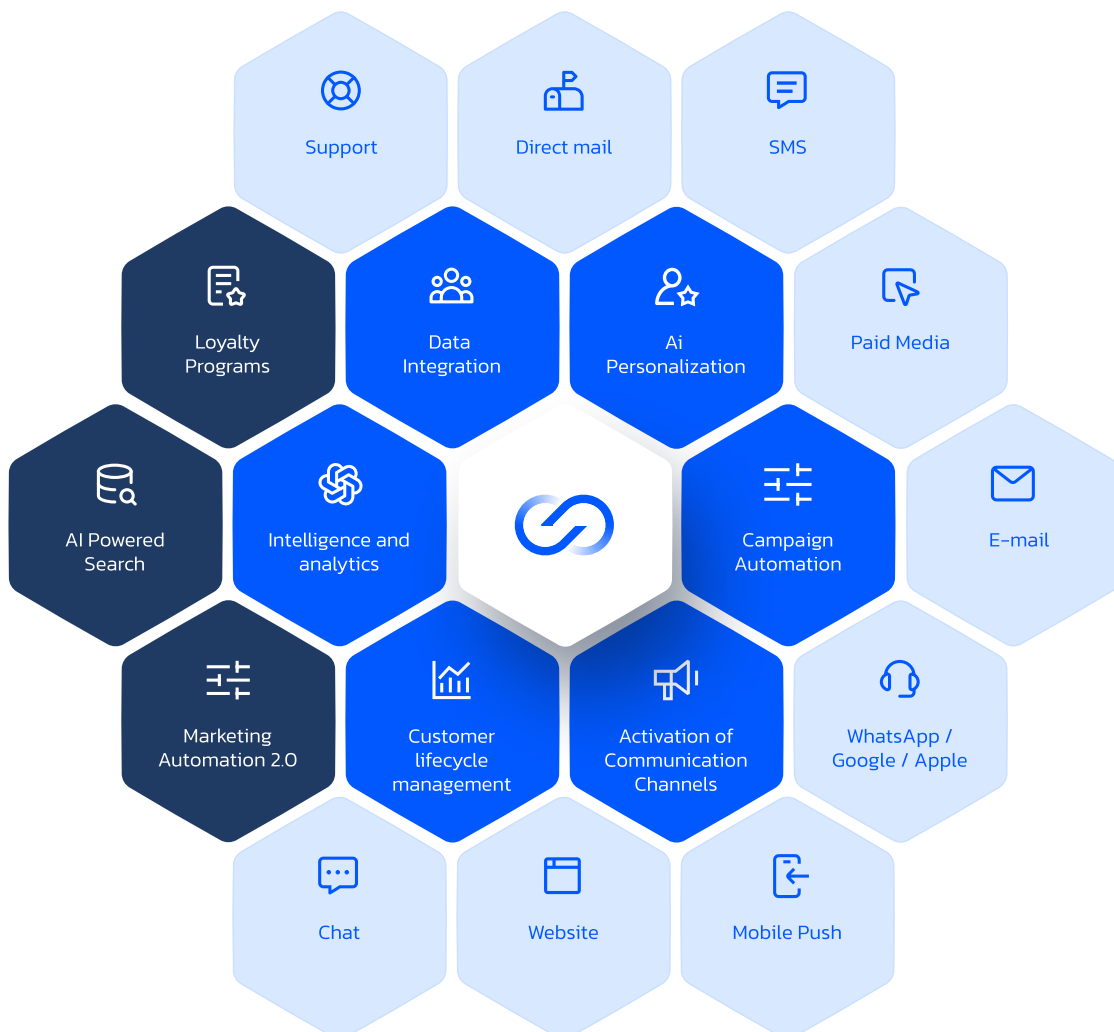 Support
Direct mail
SMS
Loyalty
Programs
Data
Integration
Ai
Personalization
Paid Media
AI Powered
Search
Intelligence and
analytics
Campaign
Automation
E-mail
Marketing
Automation 2.0
Customer
lifecycle
management
Activation of
Communication
Channels
WhatsApp /
Google / Apple
Chat
Website
Mobile Push